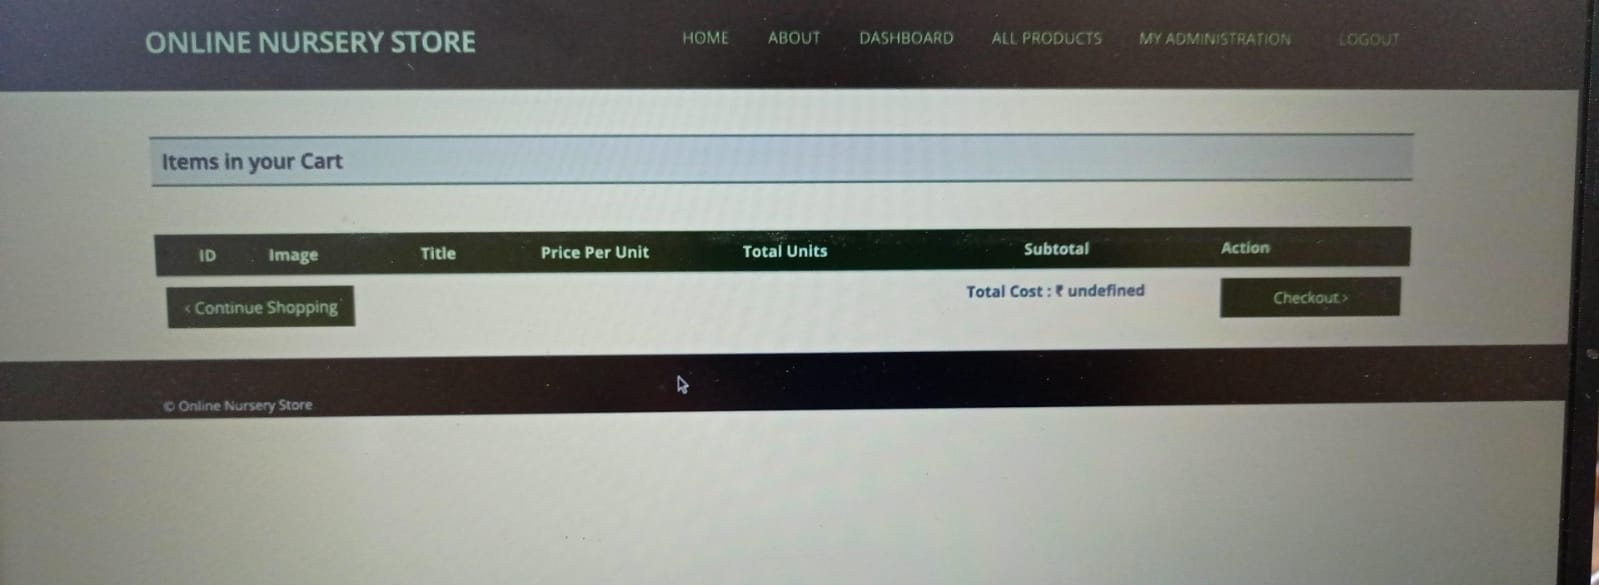 ONLINE NURSERY STORE HOME ABOUT DASHBOARD ALL PRODUCTS MY ADMINISTRATION LOGOUT
Items in your Cart
ID Image Title Price Per Unit Total Units Subtotal Action
‹ Continue Shopping Total Cost : ₹ undefined Checkout ›
© Online Nursery Store